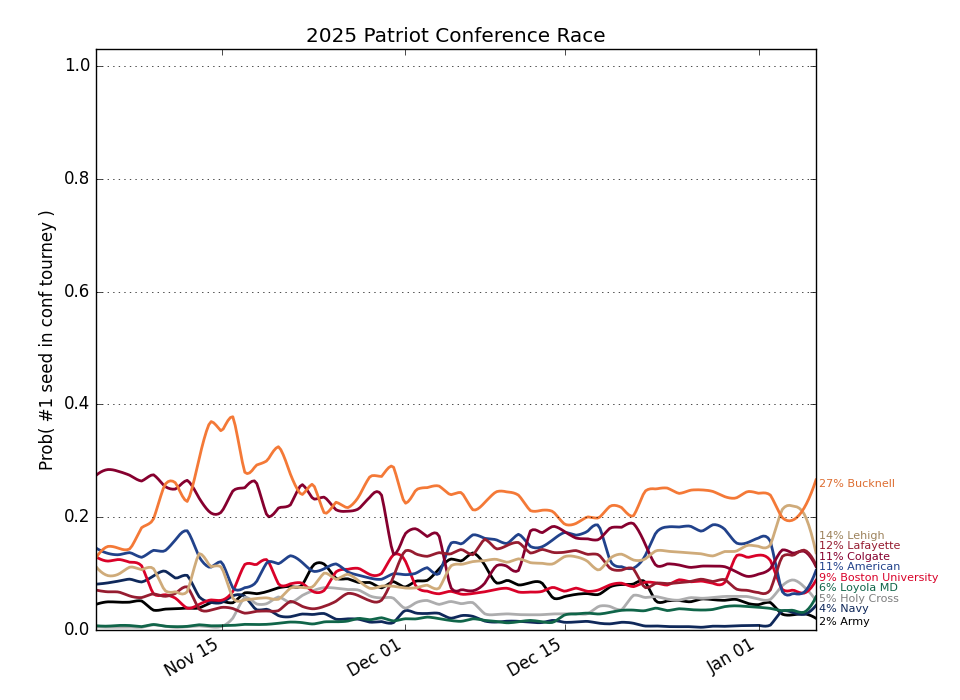 2025 Patriot Conference Race
Prob( #1 seed in conf tourney )
1.0
0.8
0.6
0.4
0.2
0.0
Nov 15
Dec 01
Dec 15
Jan 01
27% Bucknell
14% Lehigh
12% Lafayette
11% Colgate
11% American
9% Boston University
6% Loyola MD
5% Holy Cross
4% Navy
2% Army